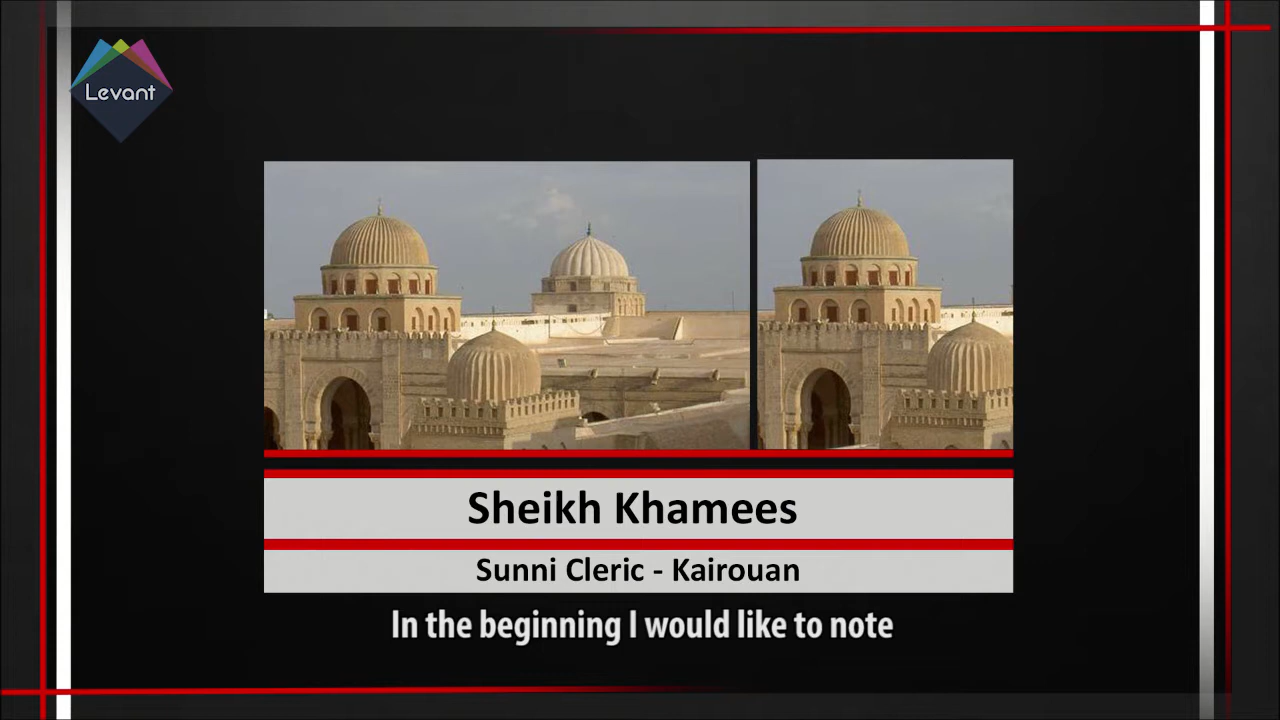 Levant
Sheikh Khamees
Sunni Cleric - Kairouan
In the beginning I would like to note